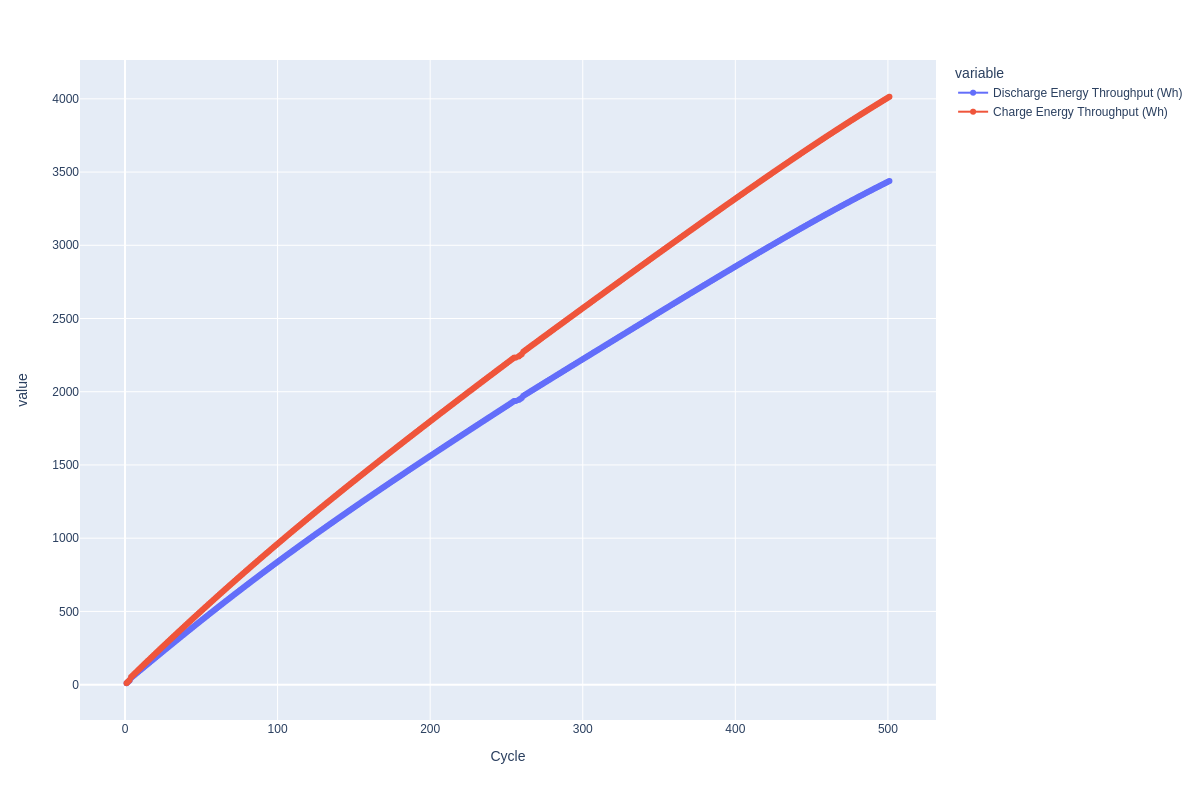 variable
Discharge Energy Throughput (Wh)
Charge Energy Throughput (Wh)
4000
3500
3000
2500
2000
1500
1000
500
0
value
0 100 200 300 400 500
Cycle